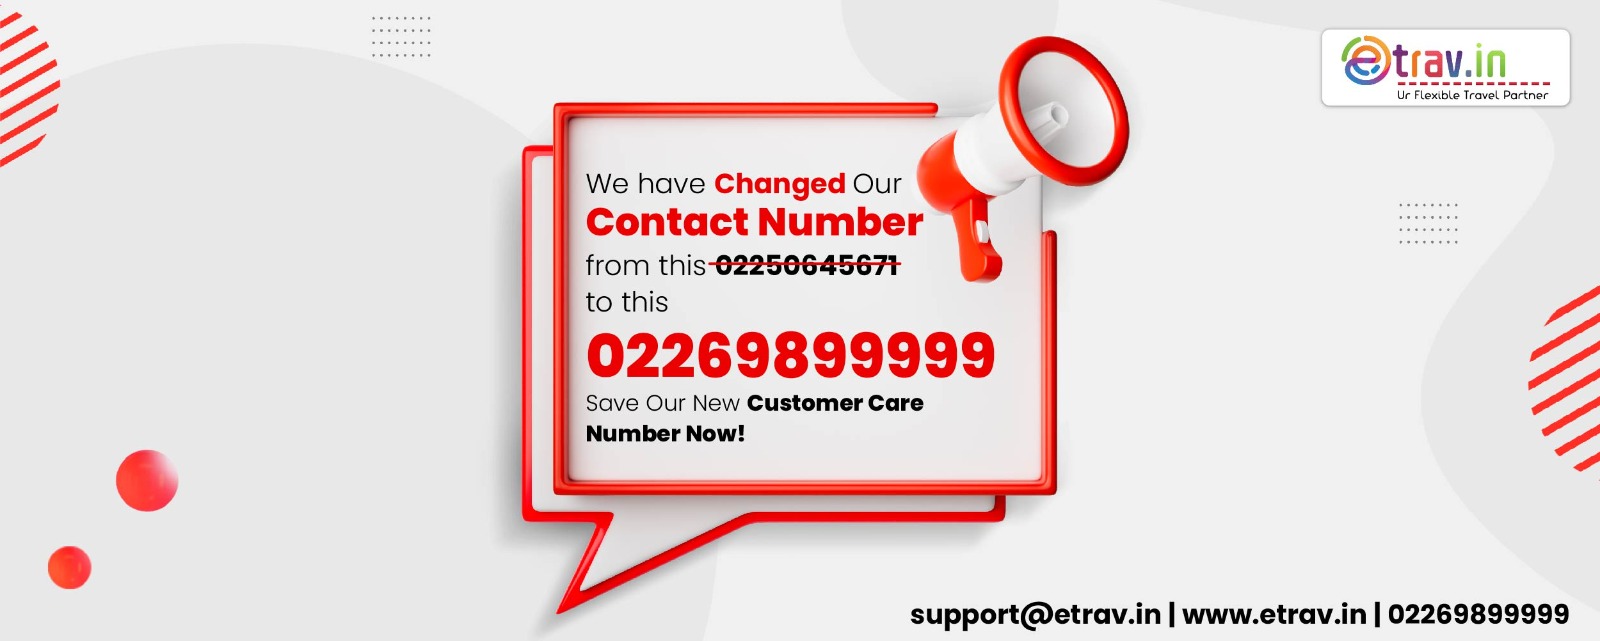 etrav.in
Ur Flexible Travel Partner
We have Changed Our
Contact Number
from this 02250645671
to this
02269899999
Save Our New Customer Care
Number Now!
support@etrav.in | www.etrav.in | 02269899999